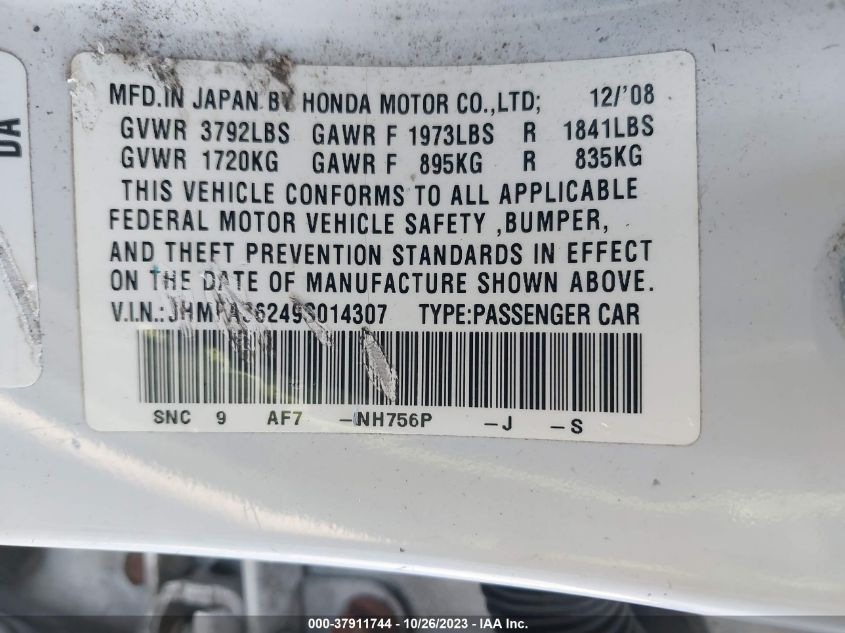 DA
MFD.IN JAPAN BY HONDA MOTOR CO.,LTD; 12/'08
GVWR 3792LBS GAWR F 1973LBS R 1841LBS
GVWR 1720KG GAWR F 895KG R 835KG
THIS VEHICLE CONFORMS TO ALL APPLICABLE
FEDERAL MOTOR VEHICLE SAFETY ,BUMPER,
AND THEFT PREVENTION STANDARDS IN EFFECT
ON THE DATE OF MANUFACTURE SHOWN ABOVE.
V.I.N.:JHMFA36249S014307 TYPE:PASSENGER CAR
SNC 9 AF7 -NH756P -J -S
000-37911744 - 10/26/2023 - IAA Inc.